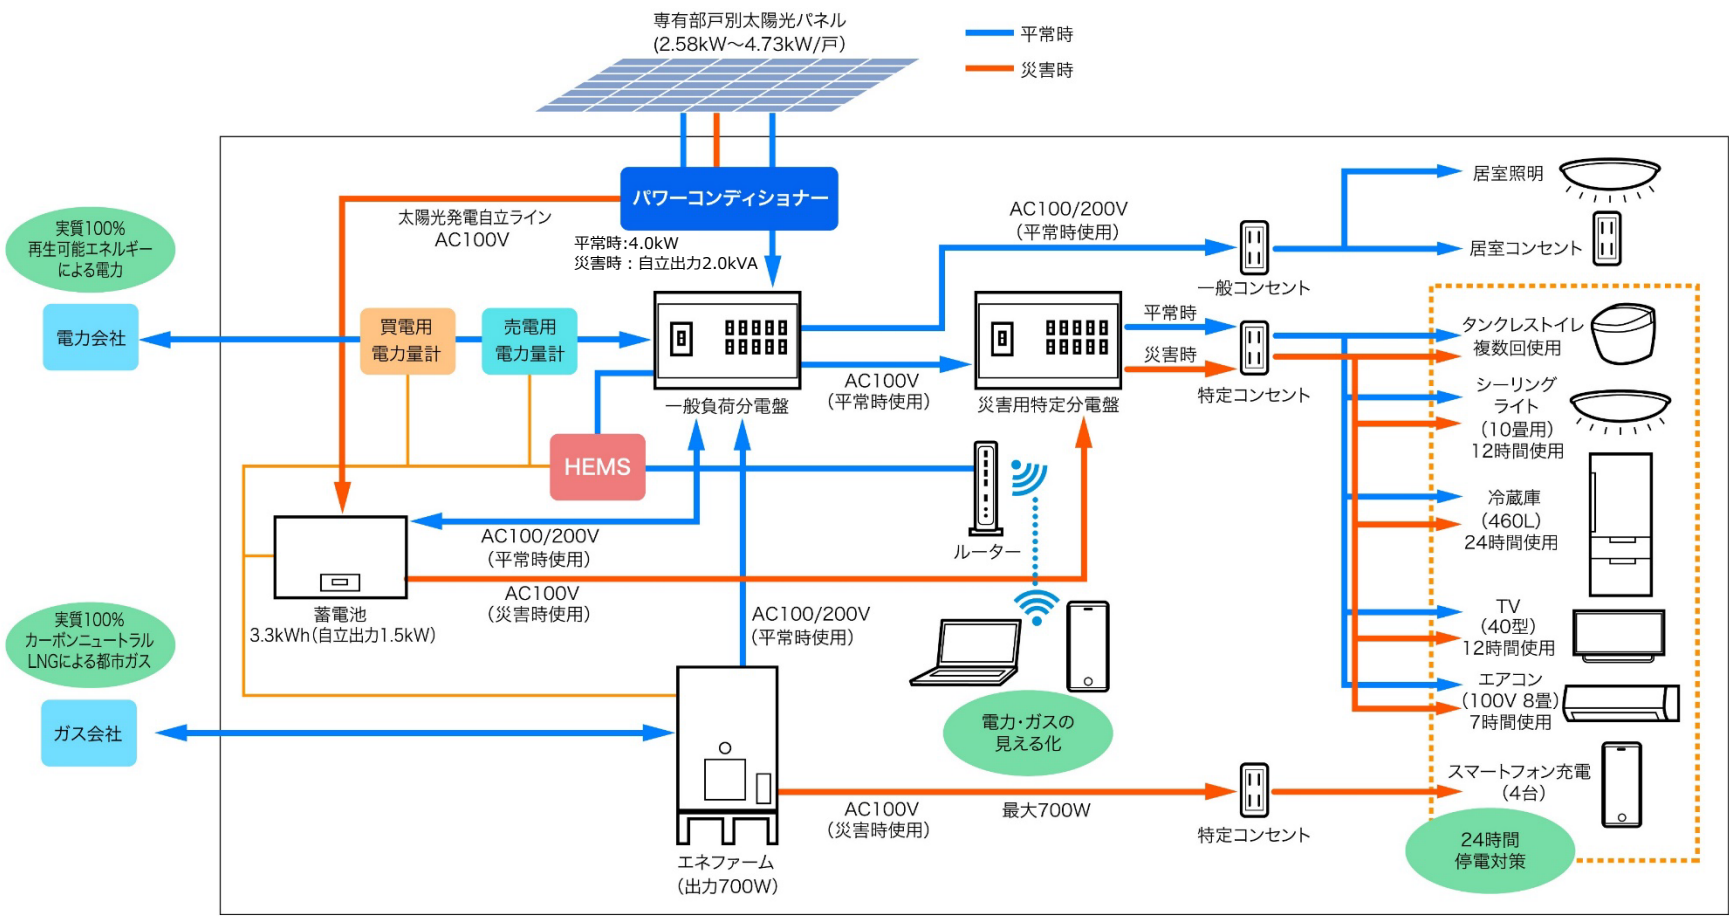 専有部戸別太陽光パネル
(2.58kW～4.73kW/戸)
平常時
災害時
パワーコンディショナー
太陽光発電自立ライン
AC100V
平常時:4.0kW
災害時：自立出力2.0kVA
実質100%
再生可能エネルギー
による電力
電力会社
買電用
電力量計
売電用
電力量計
一般負荷分電盤
AC100/200V
(平常時使用)
AC100V
(平常時使用)
災害用特定分電盤
平常時
災害時
一般コンセント
特定コンセント
居室照明
居室コンセント
タンクレストイレ
複数回使用
シーリング
ライト
(10畳用)
12時間使用
冷蔵庫
(460L)
24時間使用
TV
(40型)
12時間使用
エアコン
(100V 8畳)
7時間使用
スマートフォン充電
(4台)
24時間
停電対策
HEMS
ルーター
AC100/200V
(平常時使用)
AC100V
(災害時使用)
蓄電池
3.3kWh(自立出力1.5kW)
AC100/200V
(平常時使用)
実質100%
カーボンニュートラル
LNGによる都市ガス
ガス会社
電力・ガスの
見える化
AC100V
(災害時使用)
最大700W
特定コンセント
エネファーム
(出力700W)